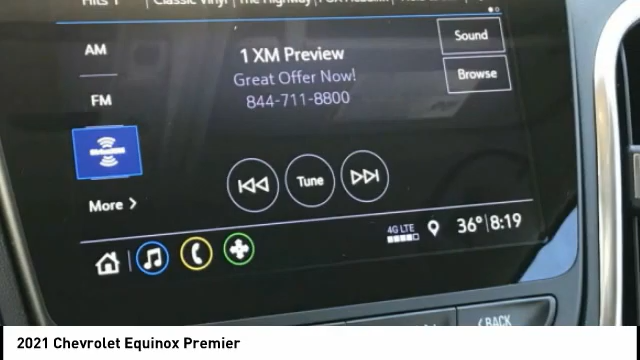 Hits 1 | Classic Vinyl | The Highway
AM
1 XM Preview
Sound
Great Offer Now!
Browse
FM
844-711-8800
Tune
More >
4G LTE
36° 8:19
BACK
2021 Chevrolet Equinox Premier